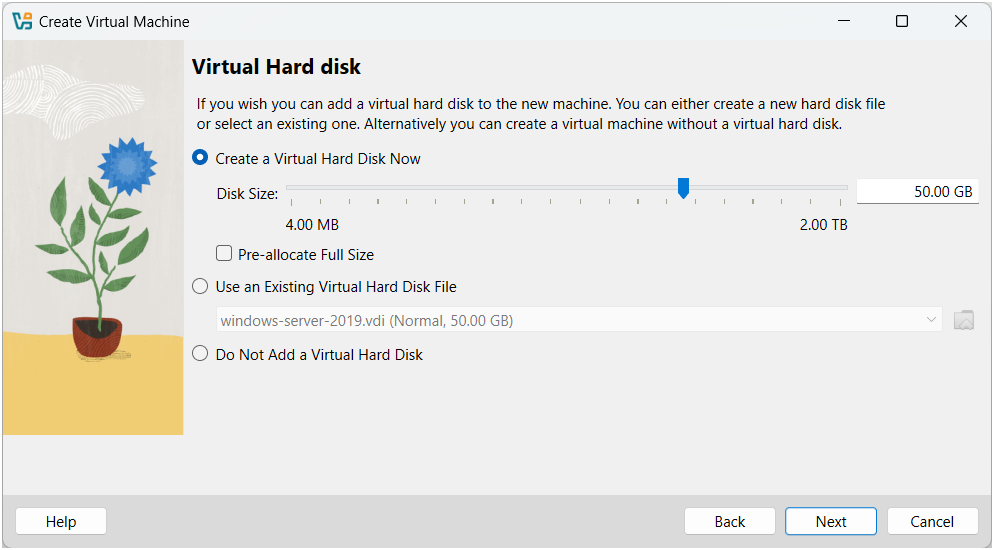 Create Virtual Machine
Virtual Hard disk
If you wish you can add a virtual hard disk to the new machine. You can either create a new hard disk file
or select an existing one. Alternatively you can create a virtual machine without a virtual hard disk.
Create a Virtual Hard Disk Now
Disk Size:
50.00 GB
4.00 MB
2.00 TB
Pre-allocate Full Size
Use an Existing Virtual Hard Disk File
windows-server-2019.vdi (Normal, 50.00 GB)
Do Not Add a Virtual Hard Disk
Help
Back
Next
Cancel